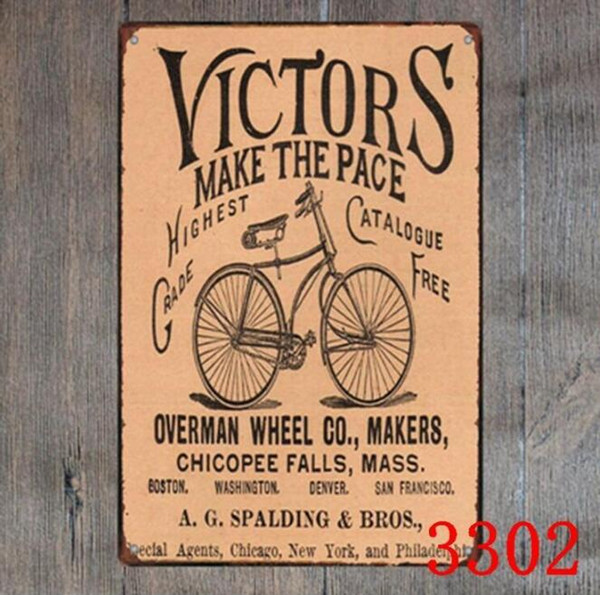 VICTORS
MAKE THE PACE
HIGHEST
GRADE
CATALOGUE
FREE
OVERMAN WHEEL CO., MAKERS,
CHICOPEE FALLS, MASS.
BOSTON. WASHINGTON. DENVER. SAN FRANCISCO.
A. G. SPALDING & BROS.,
Agents, Chicago, New York, and
3302